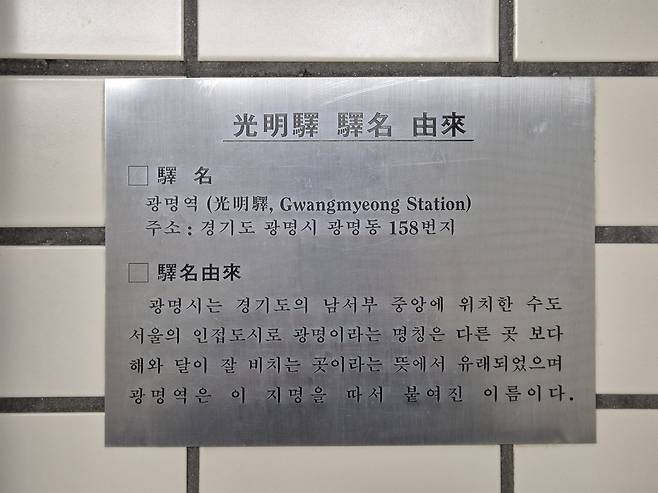 光明驛 驛名 由來
□ 驛 名
광명역 (光明驛, Gwangmyeong Station)
주소 : 경기도 광명시 광명동 158번지
□ 驛名由來
광명시는 경기도의 남서부 중앙에 위치한 수도
서울의 인접도시로 광명이라는 명칭은 다른 곳 보다
해와 달이 잘 비치는 곳이라는 뜻에서 유래되었으며
광명역은 이 지명을 따서 붙여진 이름이다.